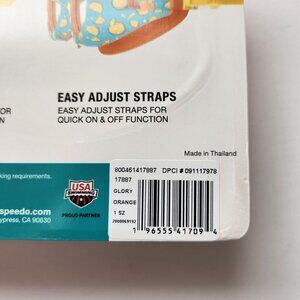 EASY ADJUST STRAPS
OR
EASY ADJUST STRAPS FOR
N
QUICK ON & OFF FUNCTION
Made in Thailand
king requirements.
800461417887 DPCI # 091117978
17887
GLORY
ORANGE
1 SZ
USA
SWIMMING
PROUD PARTNER
speedo.com
ypress, CA 90630
1 96555 41709 4